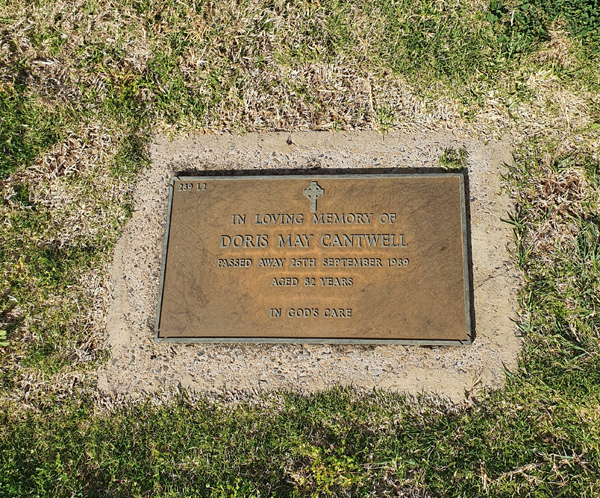 239 L2
IN LOVING MEMORY OF
DORIS MAY CANTWELL
PASSED AWAY 26TH SEPTEMBER 1989
AGED 82 YEARS
IN GOD'S CARE